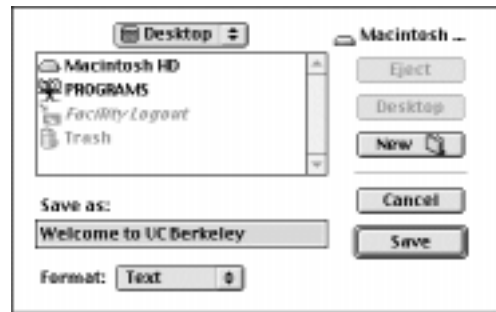 Desktop
Macintosh ...
Macintosh HD
PROGRAMS
Facility Logout
Trash
Eject
Desktop
New
Save as:
Welcome to UC Berkeley
Cancel
Save
Format: Text